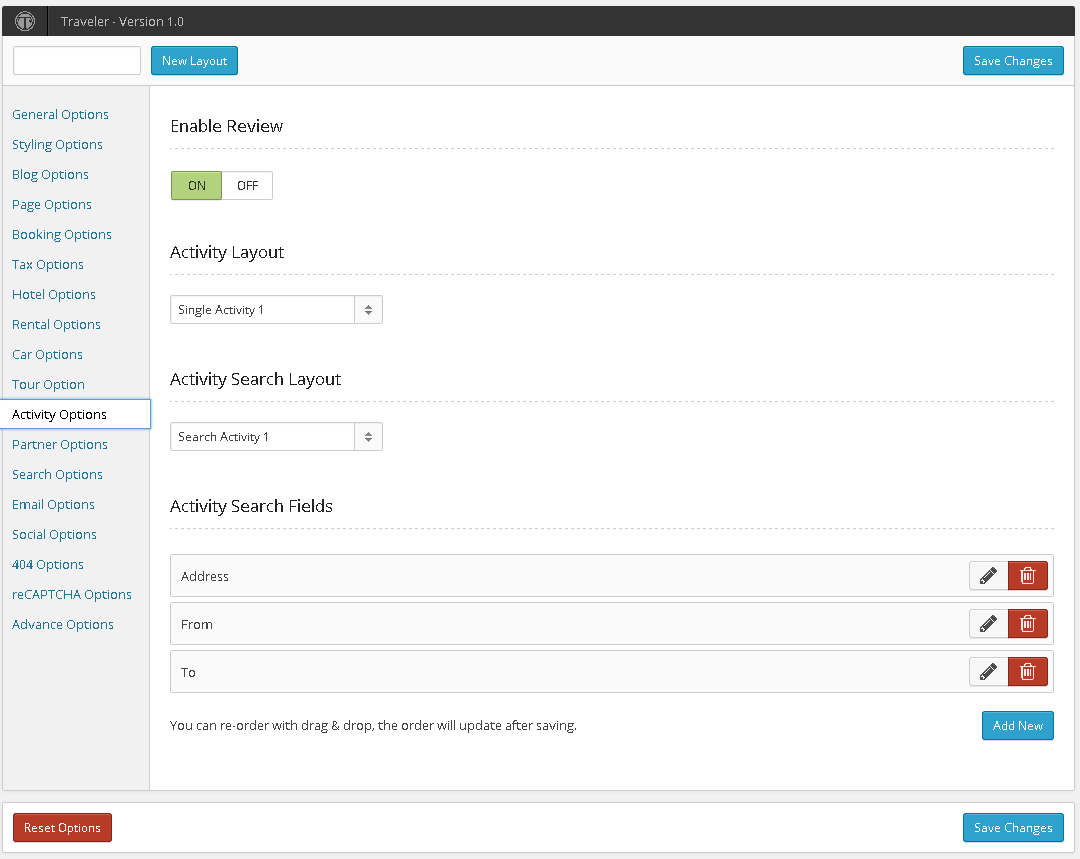 Traveler - Version 1.0
New Layout
Save Changes
General Options
Styling Options
Blog Options
Page Options
Booking Options
Tax Options
Hotel Options
Rental Options
Car Options
Tour Option
Activity Options
Partner Options
Search Options
Email Options
Social Options
404 Options
reCAPTCHA Options
Advance Options
Enable Review
ON OFF
Activity Layout
Single Activity 1
Activity Search Layout
Search Activity 1
Activity Search Fields
Address
From
To
You can re-order with drag & drop, the order will update after saving.
Add New
Reset Options
Save Changes